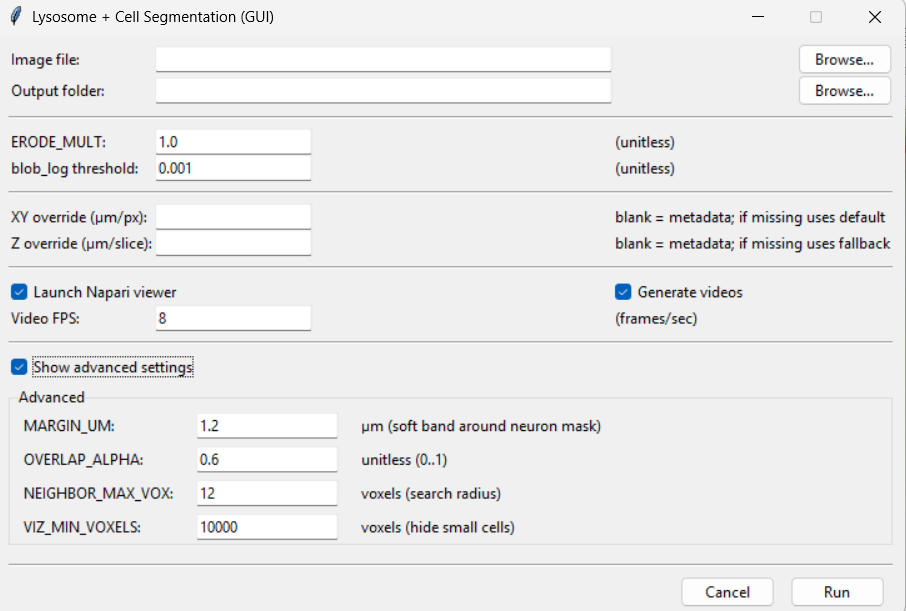 Lysosome + Cell Segmentation (GUI)
Image file: Browse...
Output folder: Browse...
ERODE_MULT: 1.0 (unitless)
blob_log threshold: 0.001 (unitless)
XY override (µm/px): blank = metadata; if missing uses default
Z override (µm/slice): blank = metadata; if missing uses fallback
Launch Napari viewer Generate videos
Video FPS: 8 (frames/sec)
Show advanced settings
Advanced
MARGIN_UM: 1.2 µm (soft band around neuron mask)
OVERLAP_ALPHA: 0.6 unitless (0..1)
NEIGHBOR_MAX_VOX: 12 voxels (search radius)
VIZ_MIN_VOXELS: 10000 voxels (hide small cells)
Cancel Run